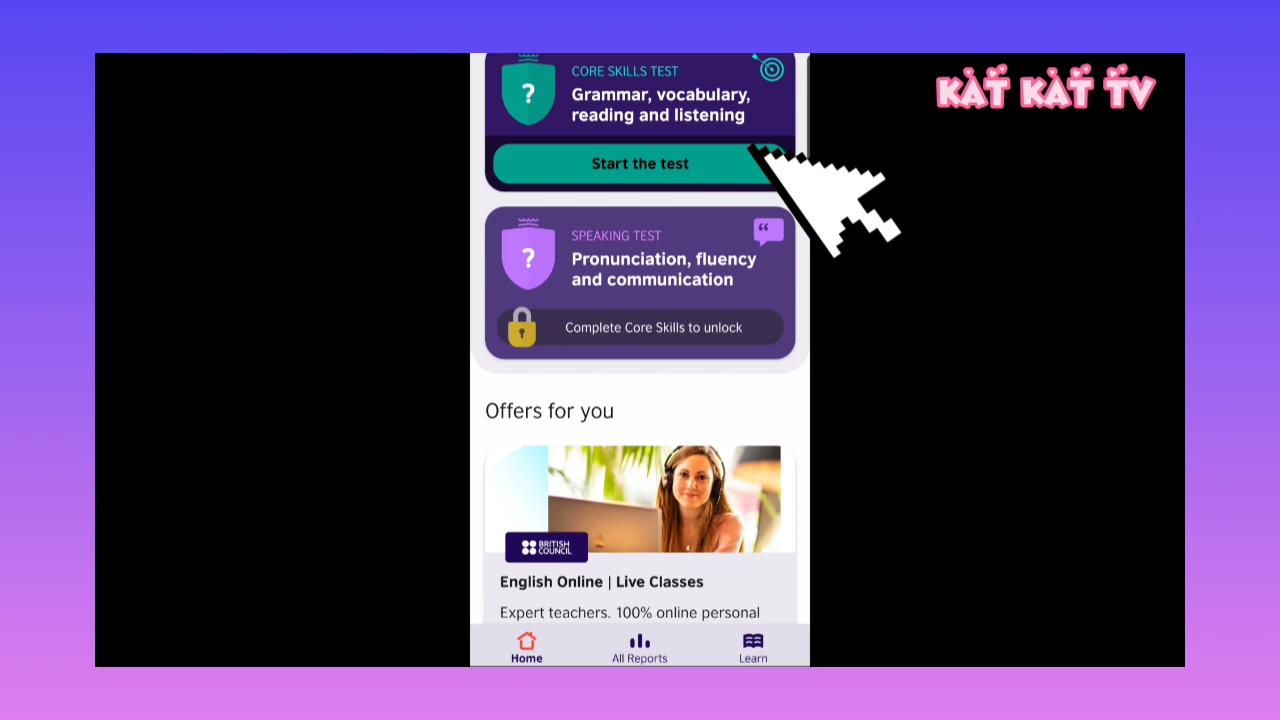 KAT KAT TV
CORE SKILLS TEST
Grammar, vocabulary,
reading and listening
?
Start the test
SPEAKING TEST
Pronunciation, fluency
and communication
?
Complete Core Skills to unlock
Offers for you
BRITISH
COUNCIL
English Online | Live Classes
Expert teachers. 100% online personal
Home
All Reports
Learn